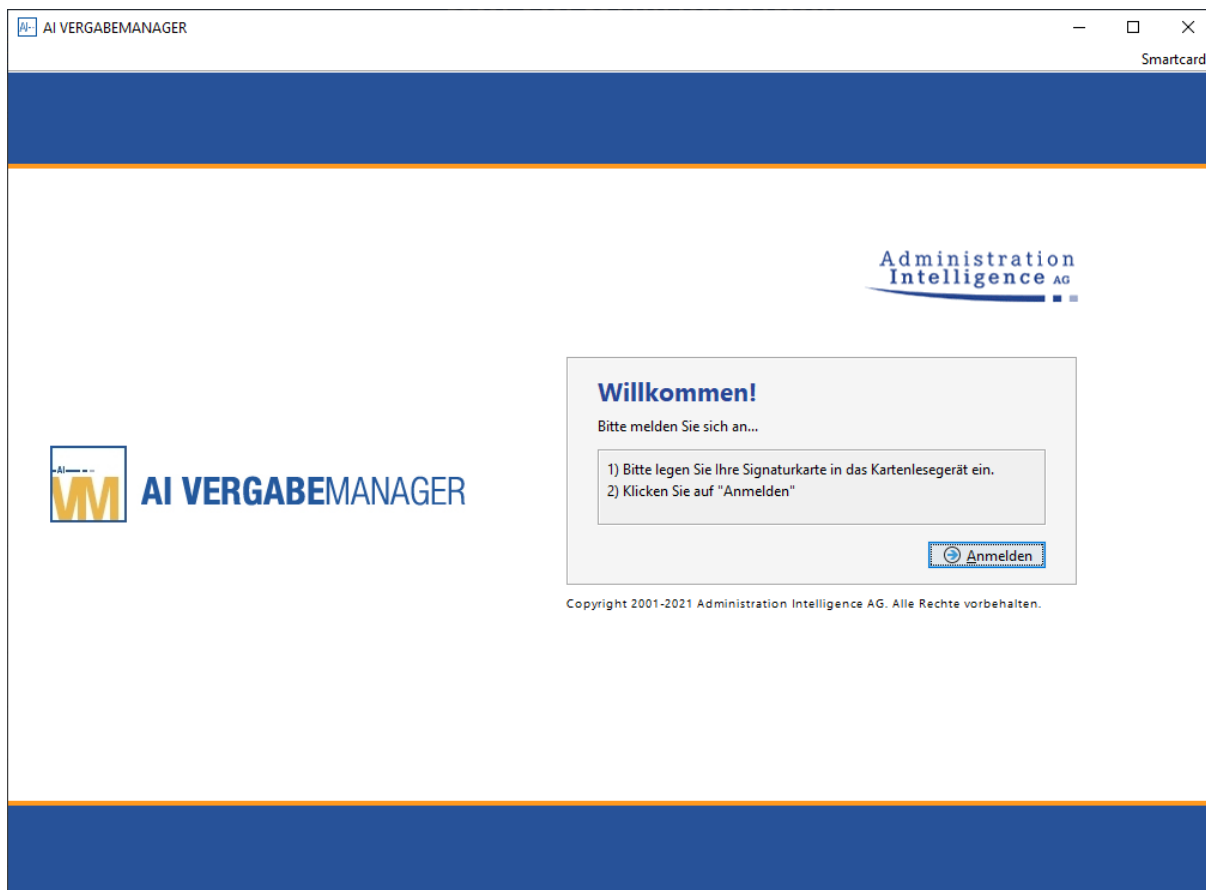 AI VERGABEMANAGER
Smartcard
Administration
Intelligence AG
Willkommen!
Bitte melden Sie sich an...
1) Bitte legen Sie Ihre Signaturkarte in das Kartenlesegerät ein.
2) Klicken Sie auf "Anmelden"
AI
VM
AI VERGABEMANAGER
Anmelden
Copyright 2001-2021 Administration Intelligence AG. Alle Rechte vorbehalten.